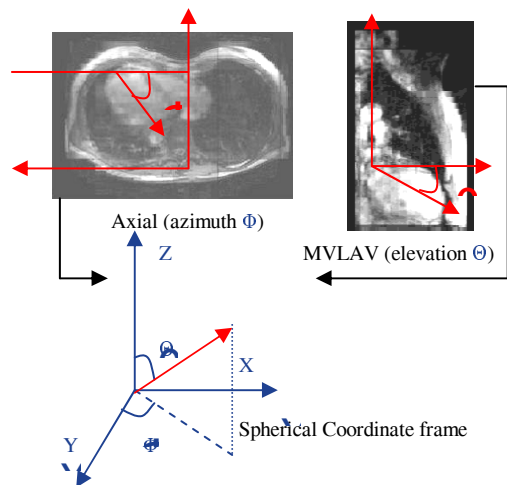 Axial (azimuth Φ)
MVLAV (elevation Θ)
Z
Θ
X
Y
Φ
Spherical Coordinate frame